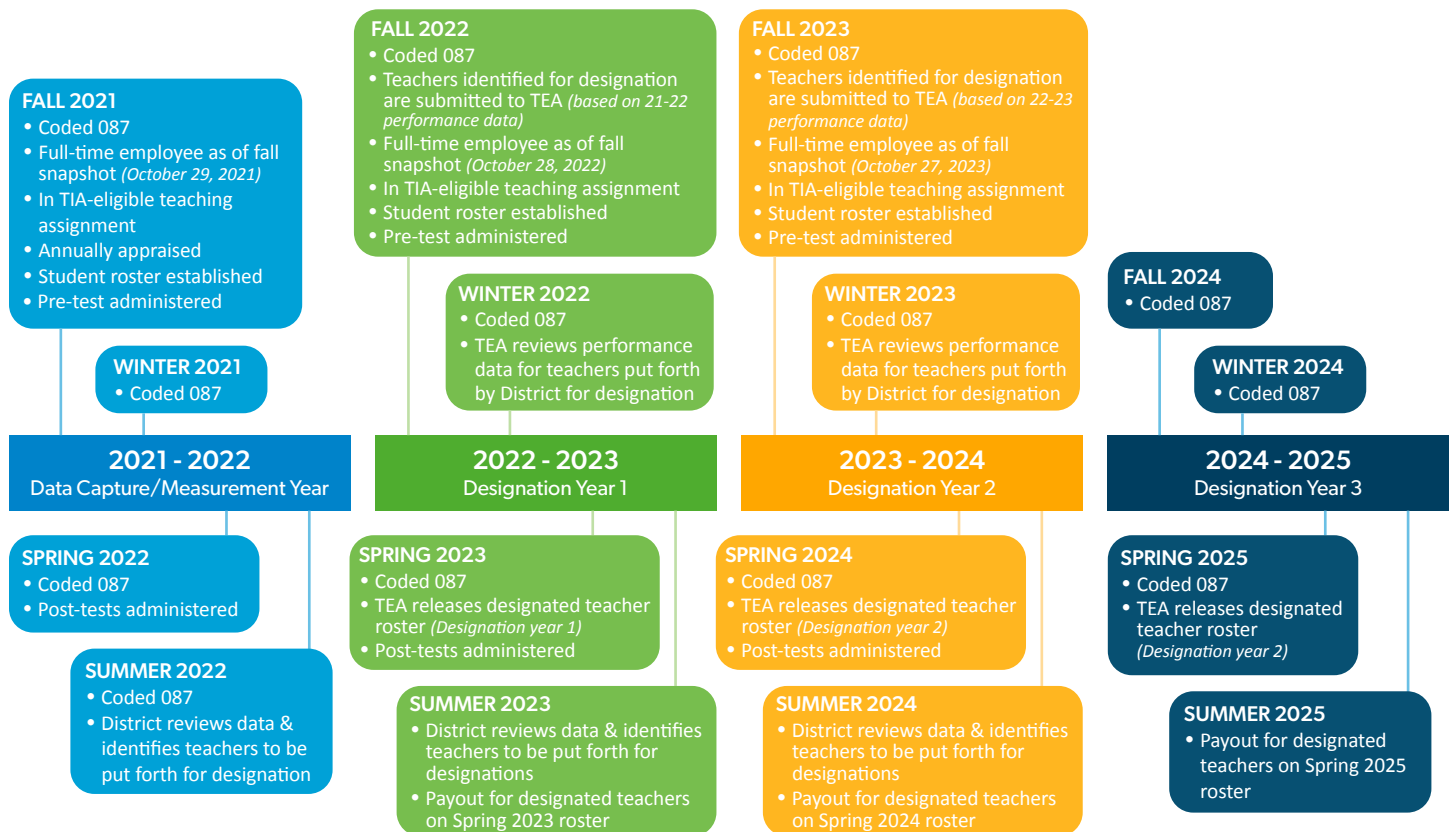 FALL 2021
• Coded 087
• Full-time employee as of fall
snapshot (October 29, 2021)
• In TIA-eligible teaching
assignment
• Annually appraised
• Student roster established
• Pre-test administered
WINTER 2021
• Coded 087
2021 - 2022
Data Capture/Measurement Year
SPRING 2022
• Coded 087
• Post-tests administered
SUMMER 2022
• Coded 087
• District reviews data &
identifies teachers to be
put forth for designation
FALL 2022
• Coded 087
• Teachers identified for designation
are submitted to TEA (based on 21-22
performance data)
• Full-time employee as of fall
snapshot (October 28, 2022)
• In TIA-eligible teaching assignment
• Student roster established
• Pre-test administered
WINTER 2022
• Coded 087
• TEA reviews performance
data for teachers put forth
by District for designation
2022 - 2023
Designation Year 1
SPRING 2023
• Coded 087
• TEA releases designated teacher
roster (Designation year 1)
• Post-tests administered
SUMMER 2023
• District reviews data & identifies
teachers to be put forth for
designations
• Payout for designated teachers
on Spring 2023 roster
FALL 2023
• Coded 087
• Teachers identified for designation
are submitted to TEA (based on 22-23
performance data)
• Full-time employee as of fall
snapshot (October 27, 2023)
• In TIA-eligible teaching assignment
• Student roster established
• Pre-test administered
WINTER 2023
• Coded 087
• TEA reviews performance
data for teachers put forth
by District for designation
2023 - 2024
Designation Year 2
SPRING 2024
• Coded 087
• TEA releases designated teacher
roster (Designation year 2)
• Post-tests administered
SUMMER 2024
• District reviews data & identifies
teachers to be put forth for
designations
• Payout for designated teachers
on Spring 2024 roster
FALL 2024
• Coded 087
WINTER 2024
• Coded 087
2024 - 2025
Designation Year 3
SPRING 2025
• Coded 087
• TEA releases designated
teacher roster
(Designation year 2)
SUMMER 2025
• Payout for designated
teachers on Spring 2025
roster